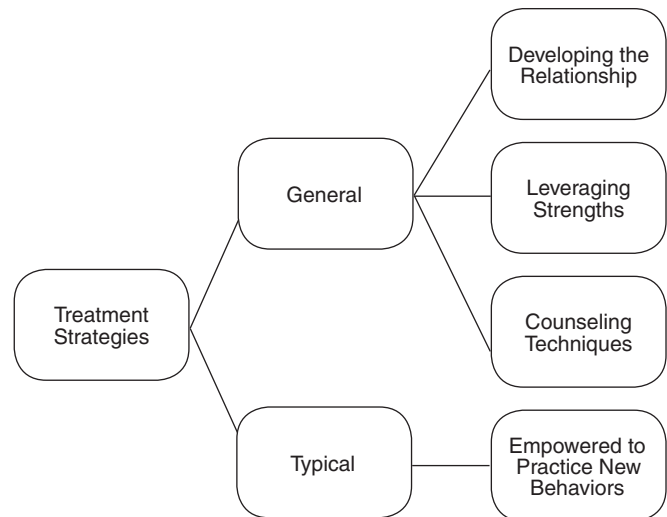 Treatment
Strategies
General
Developing the
Relationship
Leveraging
Strengths
Counseling
Techniques
Typical
Empowered to
Practice New
Behaviors